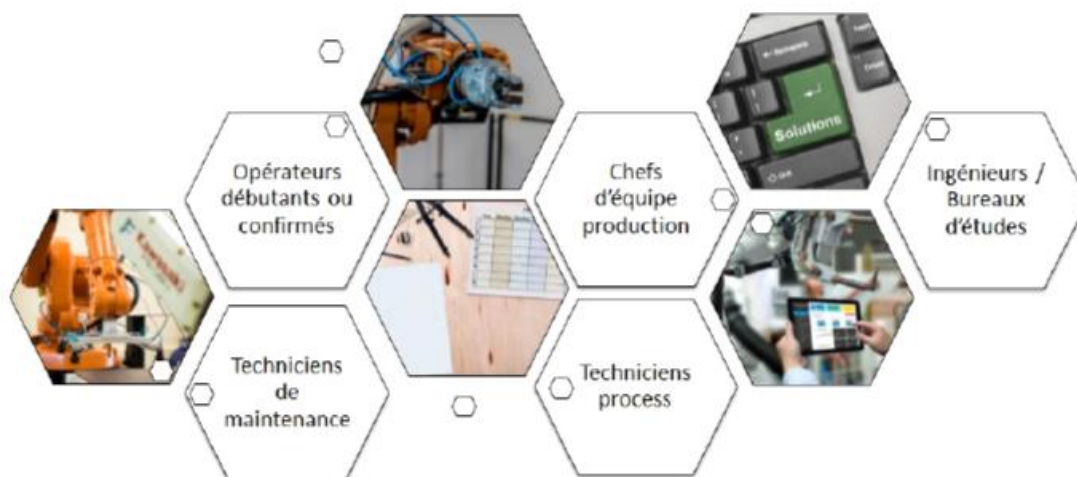 Opérateurs
débutants ou
confirmés
Techniciens
de
maintenance
Chefs
d'équipe
production
Techniciens
process
Solutions
Ingénieurs /
Bureaux
d'études